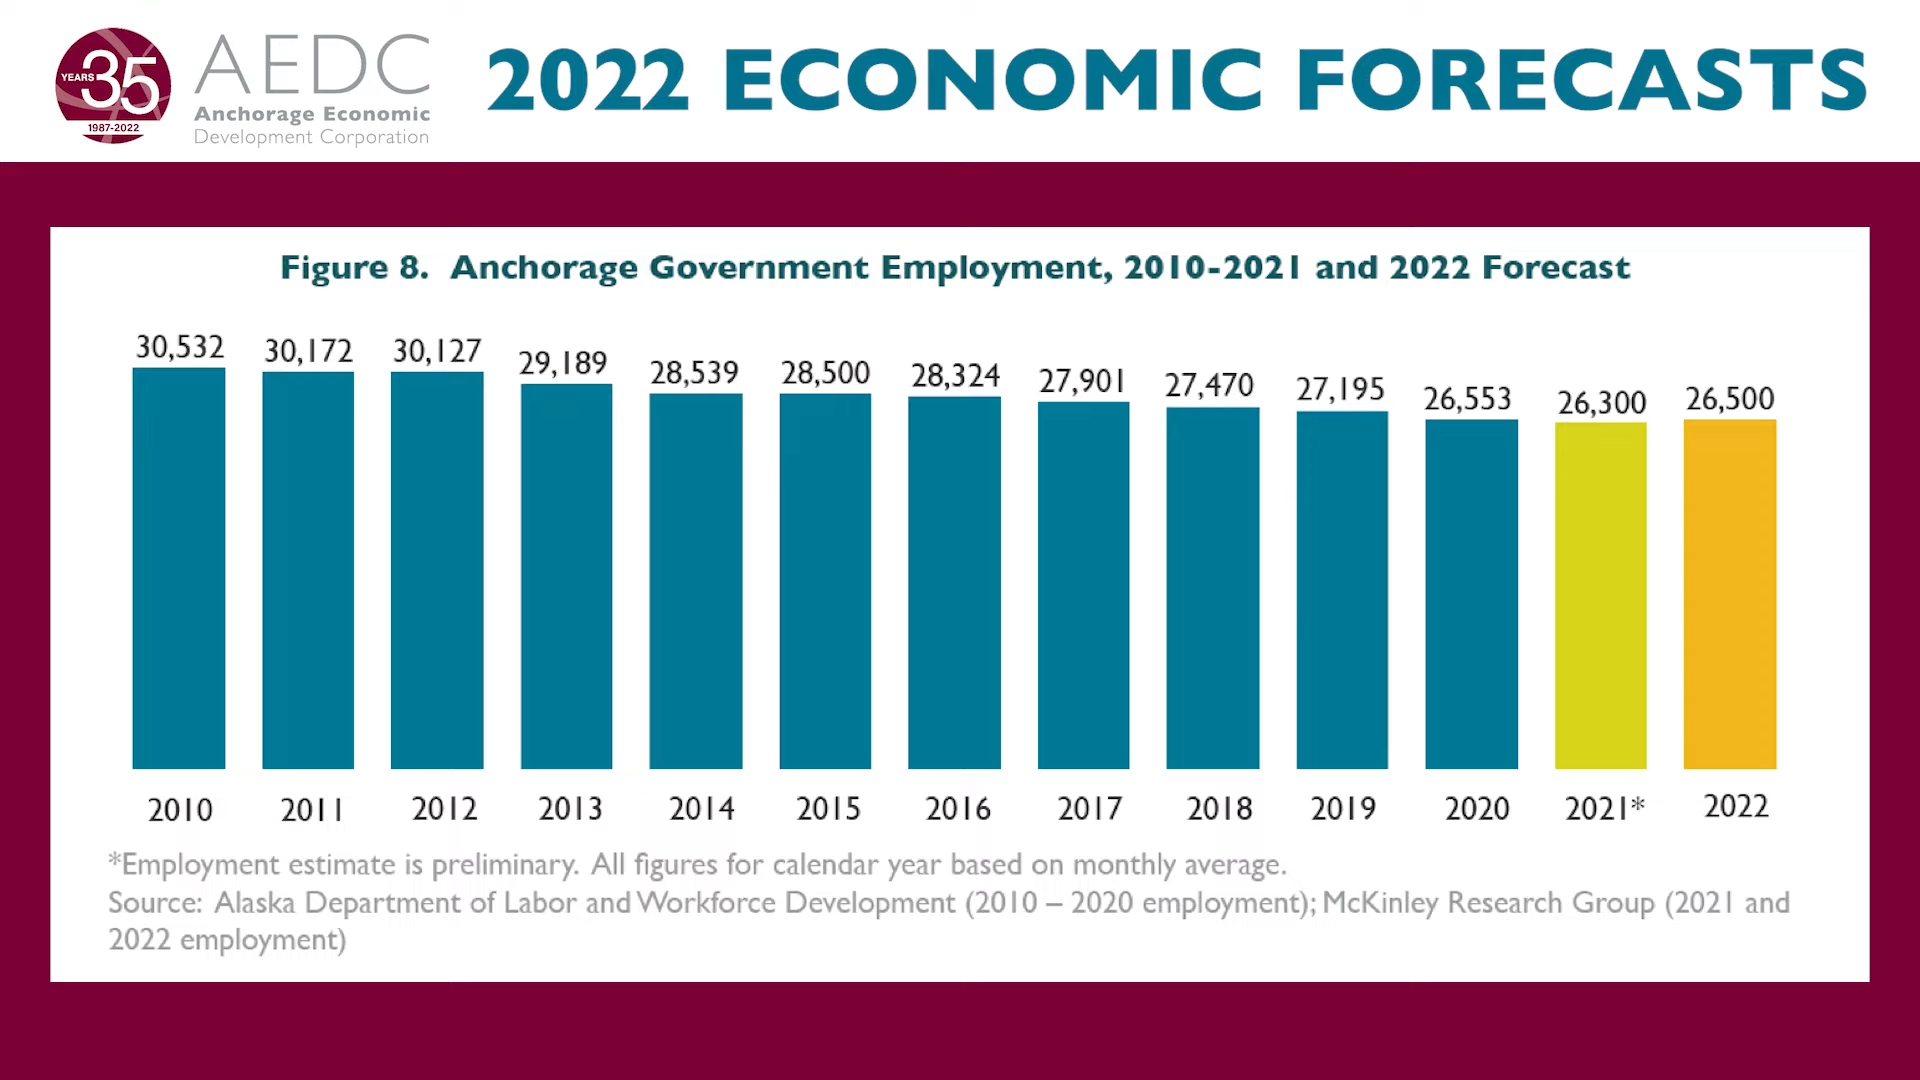 YEARS 35
1987-2022
AEDC
Anchorage Economic
Development Corporation
2022 ECONOMIC FORECASTS
Figure 8. Anchorage Government Employment, 2010-2021 and 2022 Forecast
30,532 30,172 30,127 29,189 28,539 28,500 28,324 27,901 27,470 27,195 26,553 26,300 26,500
2010 2011 2012 2013 2014 2015 2016 2017 2018 2019 2020 2021* 2022
*Employment estimate is preliminary. All figures for calendar year based on monthly average.
Source: Alaska Department of Labor and Workforce Development (2010 – 2020 employment); McKinley Research Group (2021 and
2022 employment)